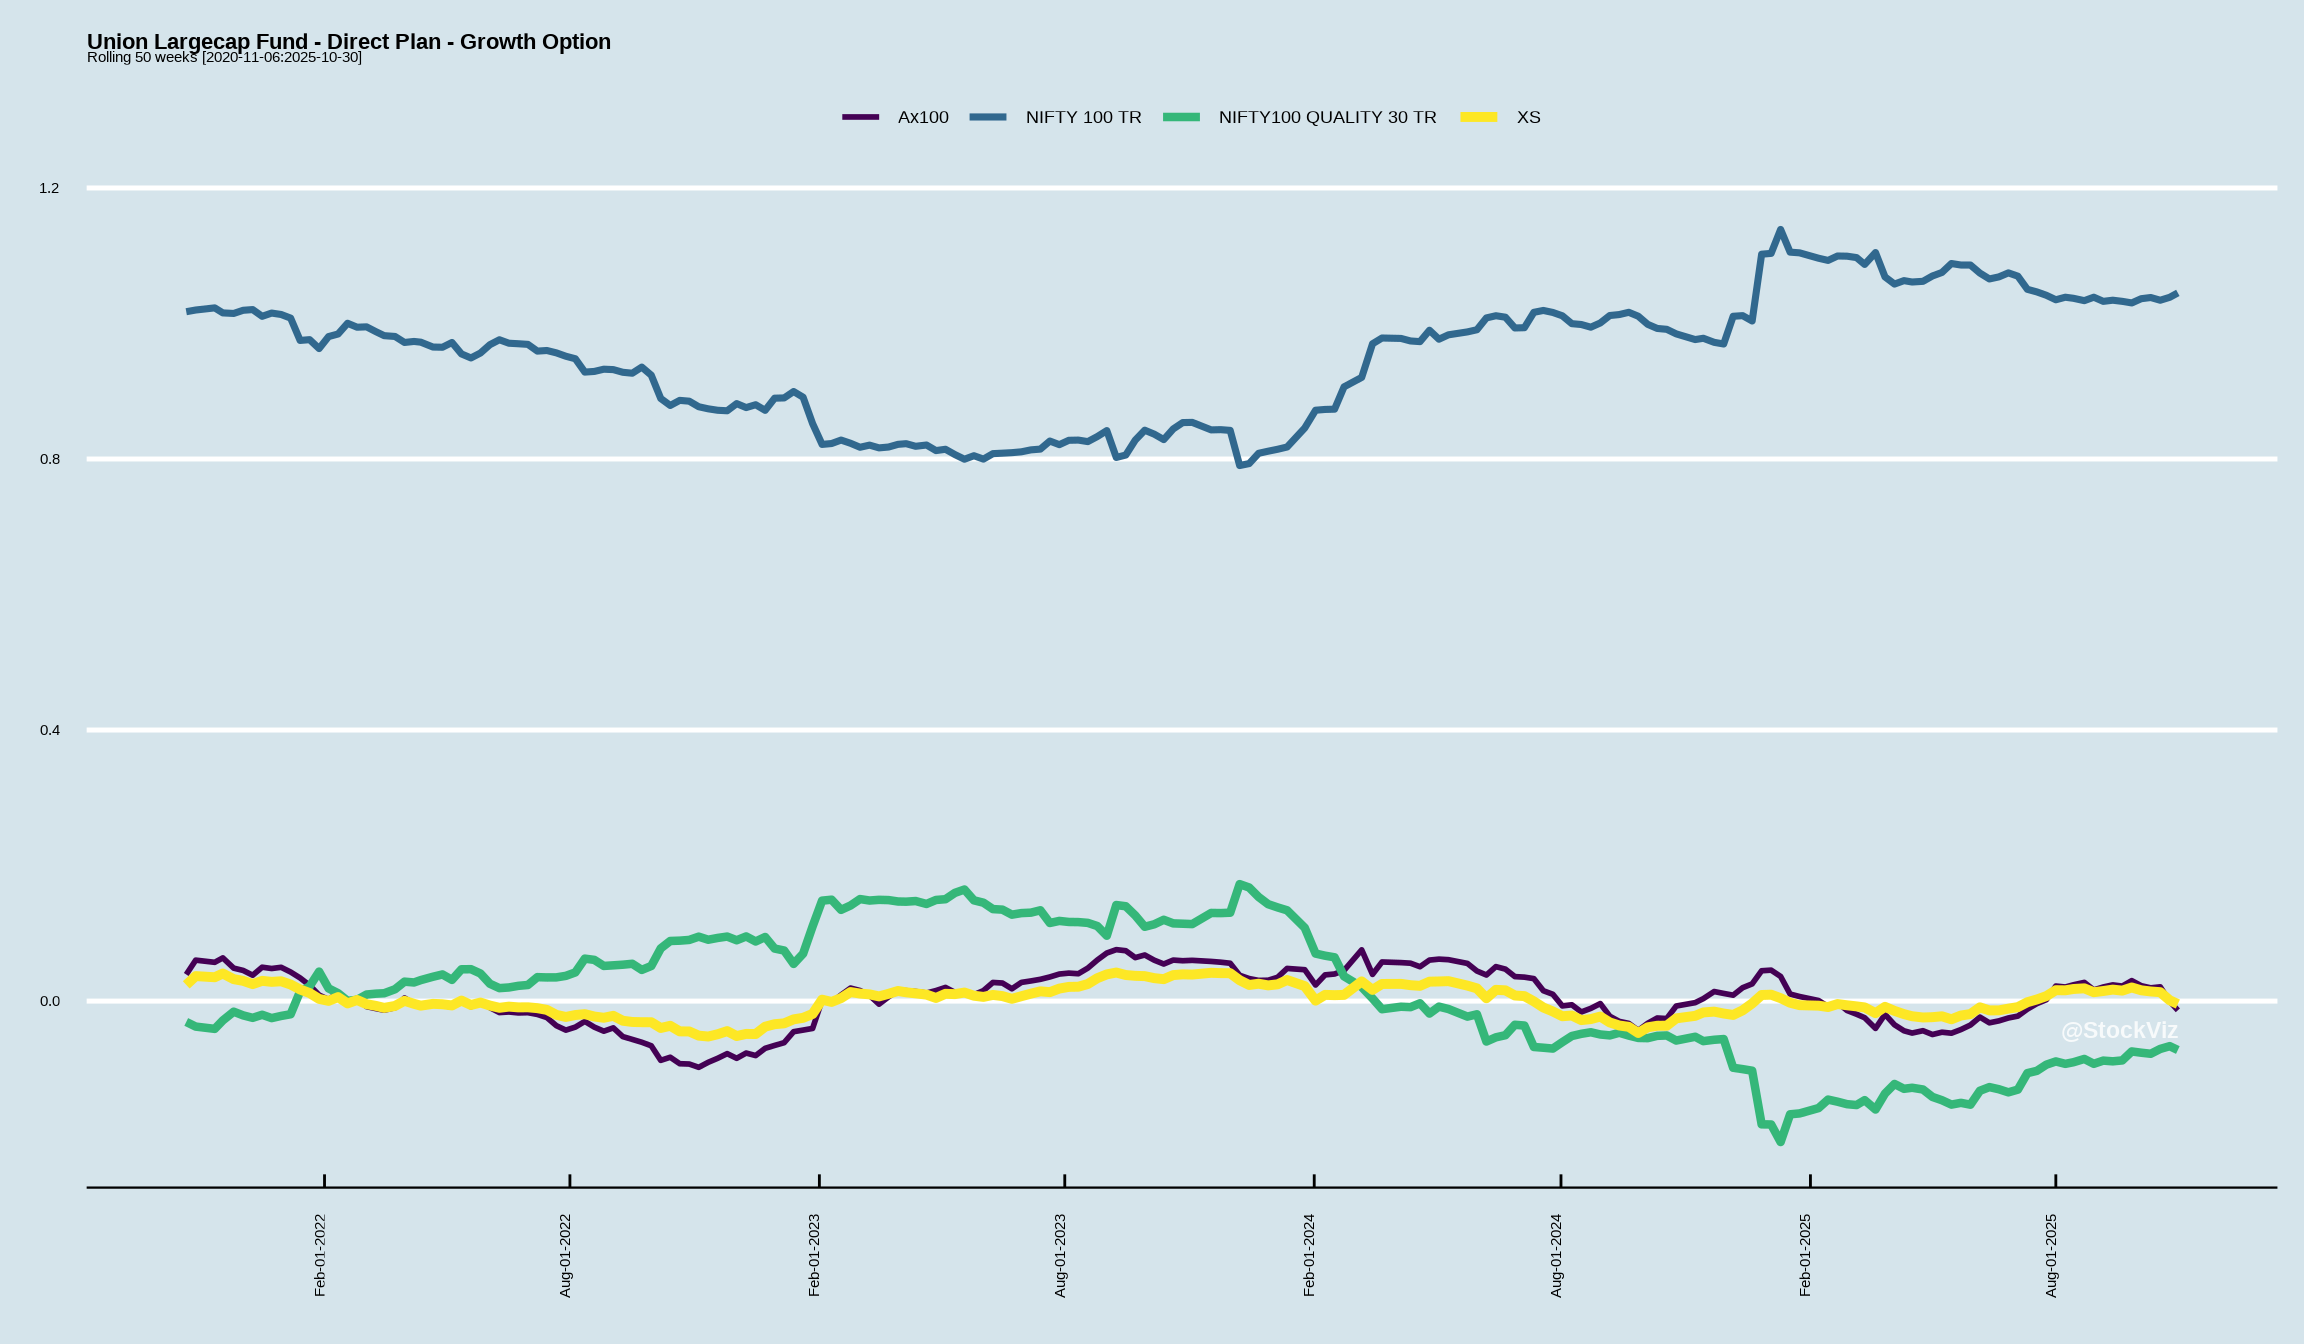 Union Largecap Fund - Direct Plan - Growth Option
Rolling 50 weeks [2020-11-06:2025-10-30]
Ax100 NIFTY 100 TR NIFTY100 QUALITY 30 TR XS
1.2
0.8
0.4
0.0
@StockViz
Feb-01-2022
Aug-01-2022
Feb-01-2023
Aug-01-2023
Feb-01-2024
Aug-01-2024
Feb-01-2025
Aug-01-2025